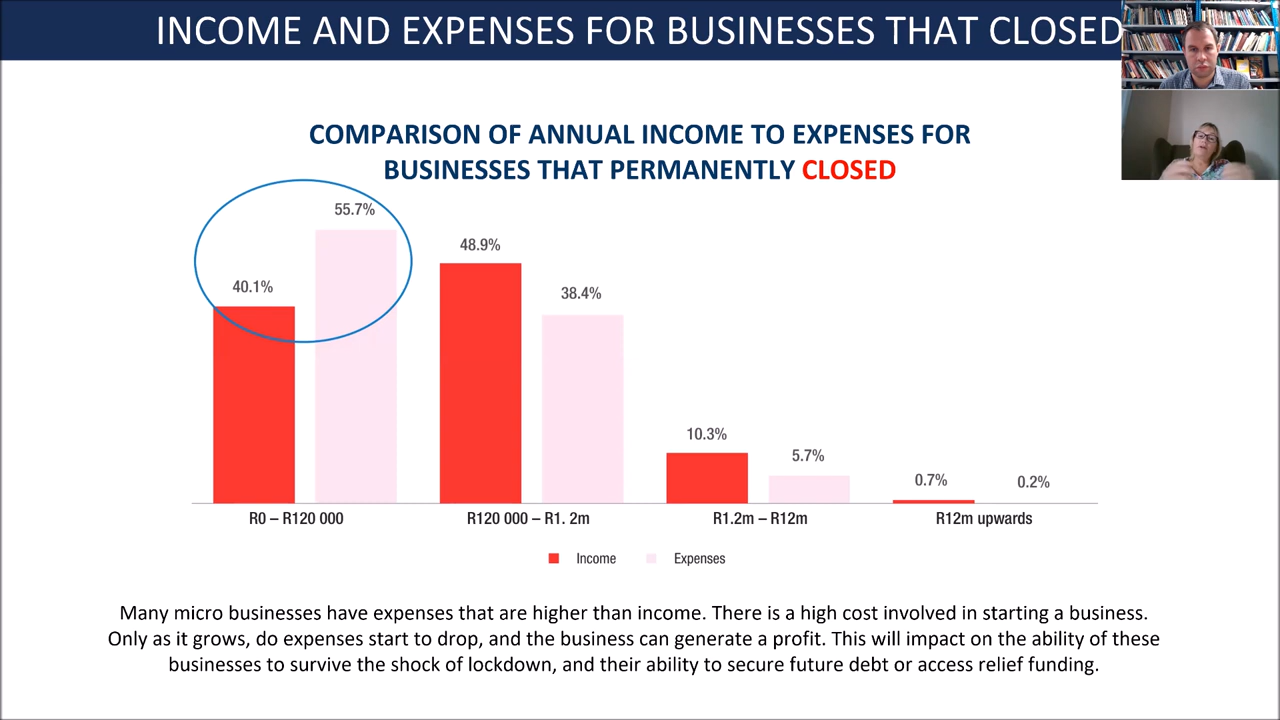 INCOME AND EXPENSES FOR BUSINESSES THAT CLOSED
COMPARISON OF ANNUAL INCOME TO EXPENSES FOR
BUSINESSES THAT PERMANENTLY CLOSED
55.7%
40.1%
48.9%
38.4%
10.3%
5.7%
0.7%
0.2%
R0 – R120 000
R120 000 – R1. 2m
R1.2m – R12m
R12m upwards
Income
Expenses
Many micro businesses have expenses that are higher than income. There is a high cost involved in starting a business.
Only as it grows, do expenses start to drop, and the business can generate a profit. This will impact on the ability of these
businesses to survive the shock of lockdown, and their ability to secure future debt or access relief funding.